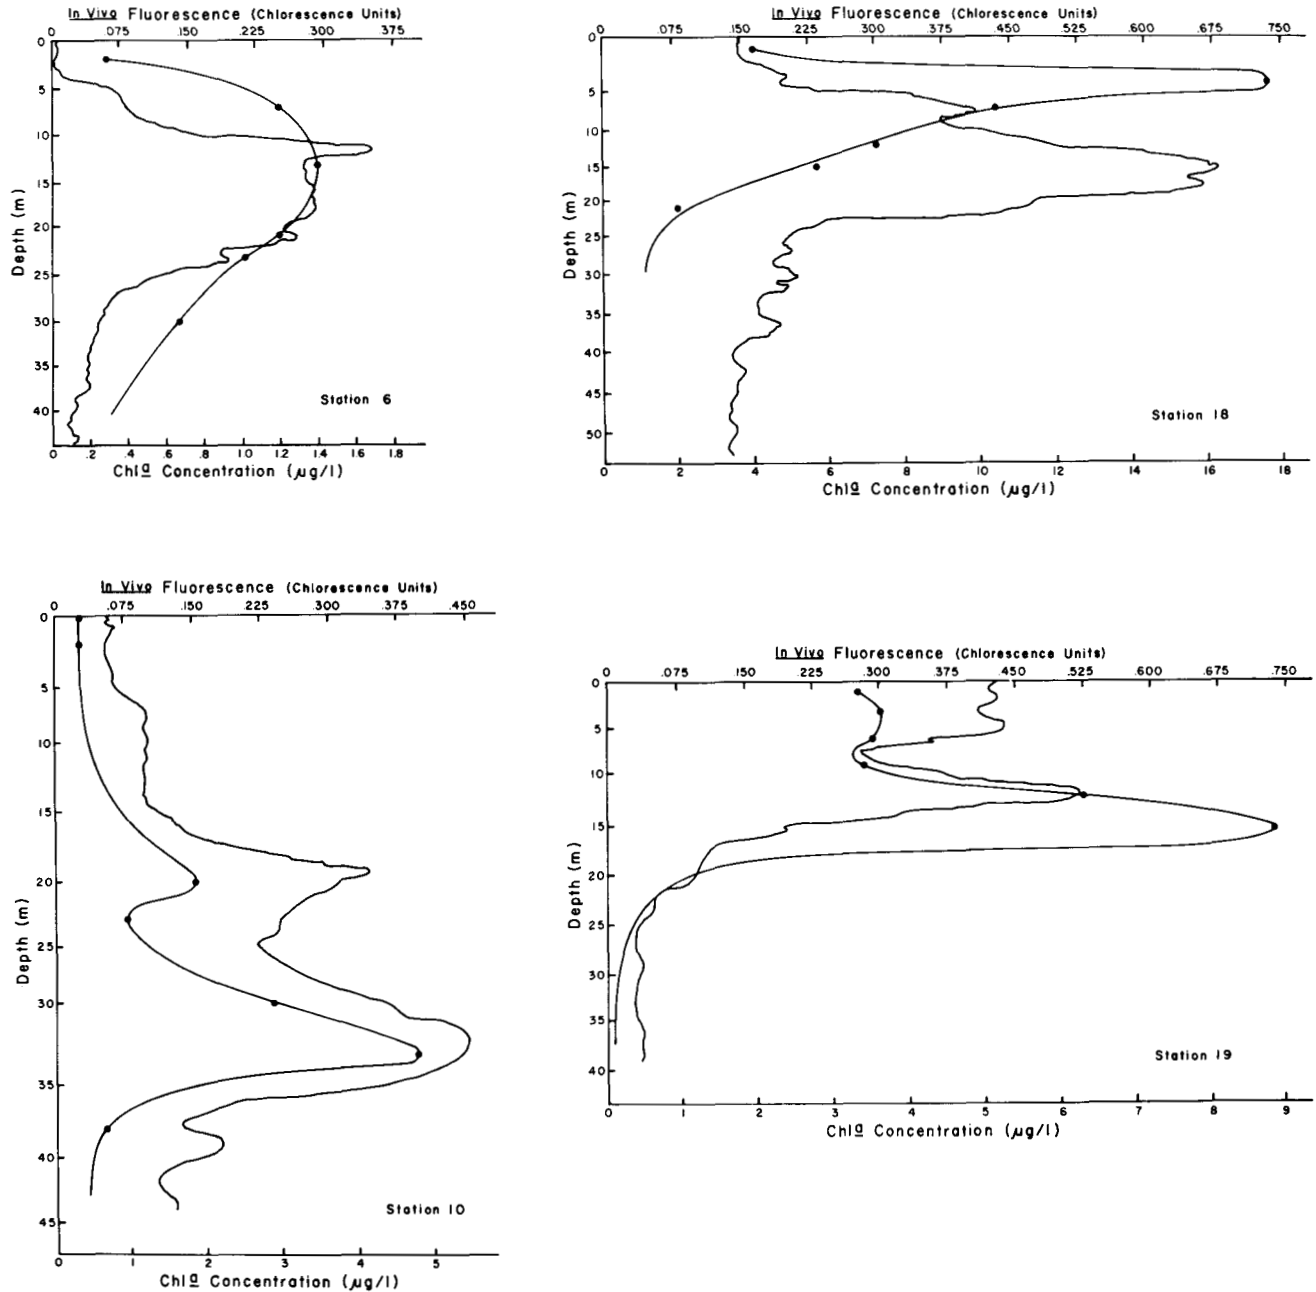 In Vivo Fluorescence (Chlorescence Units)
0 .075 .150 .225 .300 .375
0
5
10
15
20
25
30
35
40
Depth (m)
Station 6
0 .2 .4 .6 .8 1.0 1.2 1.4 1.6 1.8
Chl a Concentration (µg/l)
In Vivo Fluorescence (Chlorescence Units)
0 .075 .150 .225 .300 .375 .450 .525 .600 .675 .750
0
5
10
15
20
25
30
35
40
45
50
Depth (m)
Station 18
0 2 4 6 8 10 12 14 16 18
Chl a Concentration (µg/l)
In Vivo Fluorescence (Chlorescence Units)
0 .075 .150 .225 .300 .375 .450
0
5
10
15
20
25
30
35
40
45
Depth (m)
Station 10
0 1 2 3 4 5
Chl a Concentration (µg/l)
In Vivo Fluorescence (Chlorescence Units)
0 .075 .150 .225 .300 .375 .450 .525 .600 .675 .750
0
5
10
15
20
25
30
35
40
Depth (m)
Station 19
0 1 2 3 4 5 6 7 8 9
Chl a Concentration (µg/l)